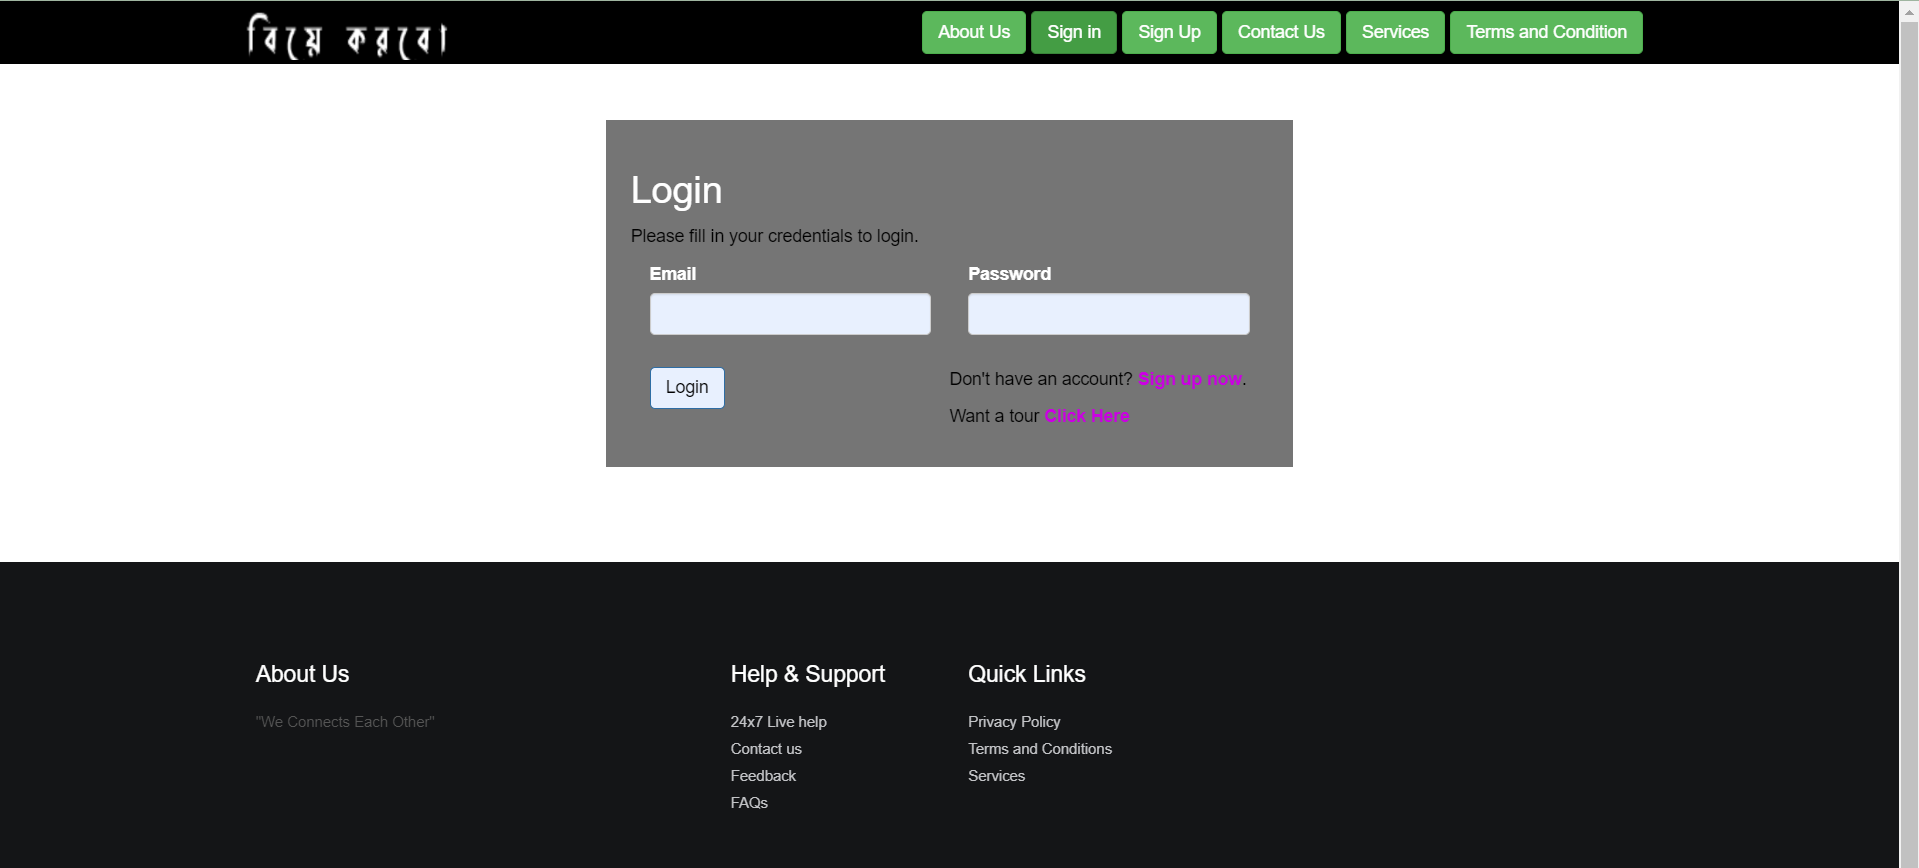 বিয়ে করবো
About Us
Sign in
Sign Up
Contact Us
Services
Terms and Condition
Login
Please fill in your credentials to login.
Email
Password
Login
Don't have an account? Sign up now.
Want a tour Click Here
About Us
"We Connects Each Other"
Help & Support
24x7 Live help
Contact us
Feedback
FAQs
Quick Links
Privacy Policy
Terms and Conditions
Services